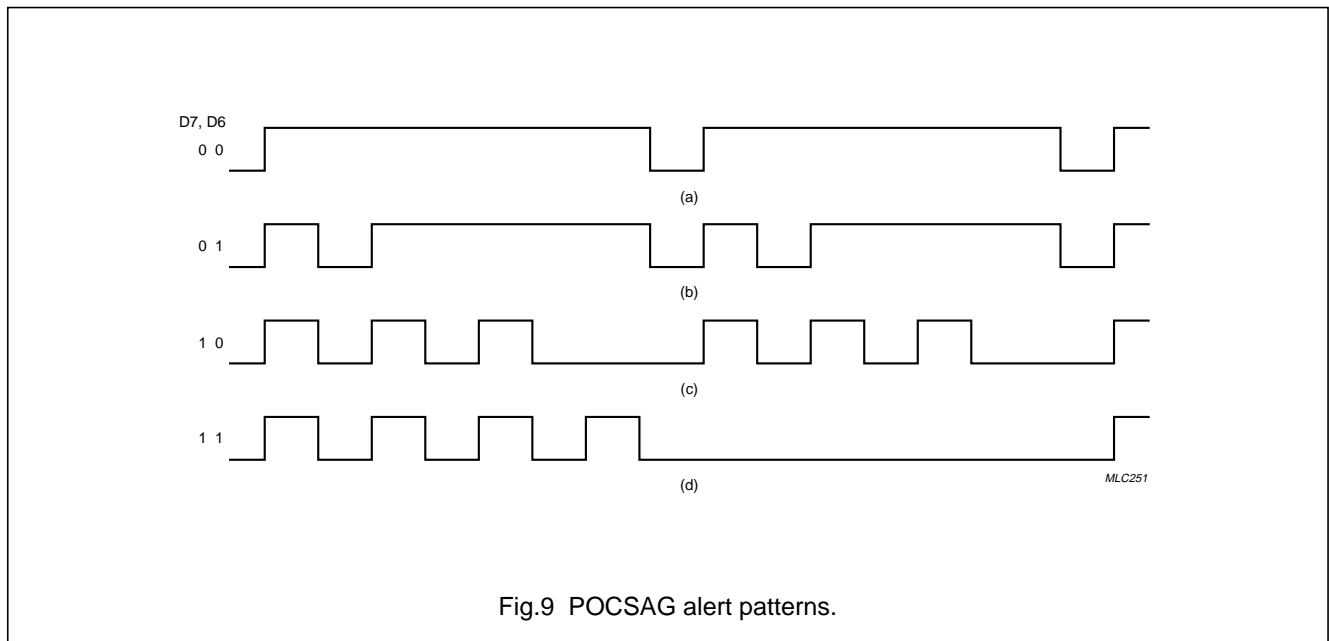 D7, D6
0 0
(a)
0 1
(b)
1 0
(c)
1 1
(d)
MLC251
Fig.9 POCSAG alert patterns.